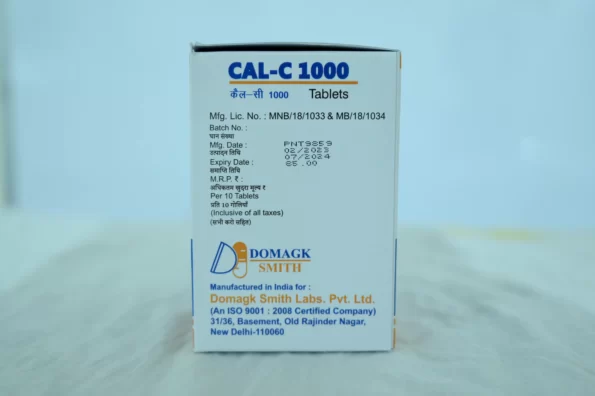 CAL-C 1000
कैल-सी 1000 Tablets
Mfg. Lic. No. : MNB/18/1033 & MB/18/1034
Batch No. : PNT9859
घान संख्या
Mfg. Date : 02/2023
उत्पादन तिथि
Expiry Date : 07/2024
समाप्ति तिथि
M.R.P. ₹ : 85.00
अधिकतम खुदरा मूल्य ₹
Per 10 Tablets
प्रति 10 गोलियाँ
(Inclusive of all taxes)
(सभी करो सहित)
DOMAGK
SMITH
Manufactured in India for :
Domagk Smith Labs. Pvt. Ltd.
(An ISO 9001 : 2008 Certified Company)
31/36, Basement, Old Rajinder Nagar,
New Delhi-110060